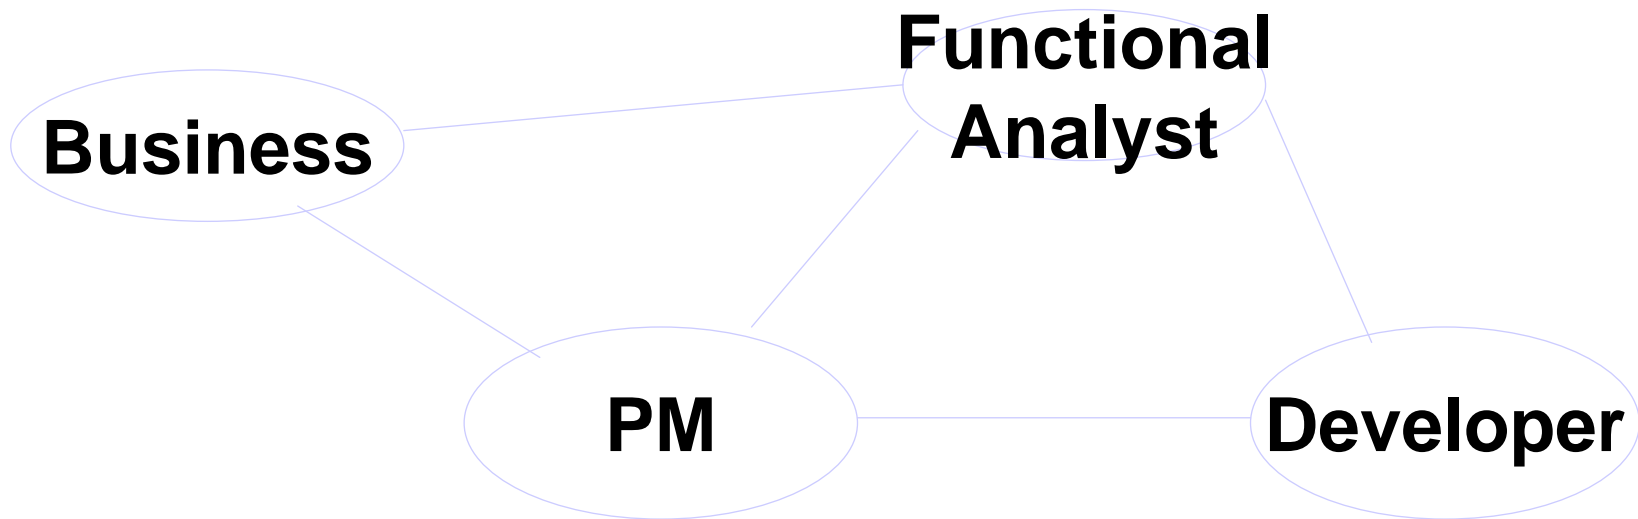 Functional
Analyst
Business
PM
Developer